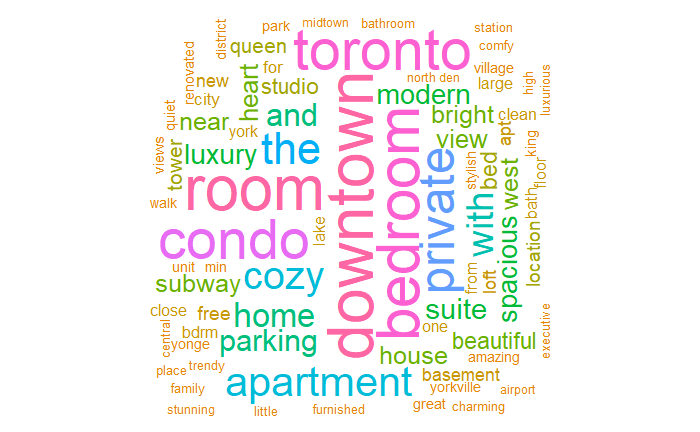 midtown bathroom
park
station
district
queen
toronto
comfy
renovated
heart
for
village
new
studio
north den
large
high
luxurious
city
modern
quiet
and
bright
clean
near
york
the
view
apt
king
views
tower
luxury
downtown
bedroom
private
stylish
bed
west
floor
room
with
walk
bath
condo
lake
spacious
location
unit min
cozy
from
loft
subway
close
free
home
suite
executive
central
bdrm
one
yonge
parking
house
beautiful
place
trendy
amazing
apartment
basement
family
yorkville
airport
stunning
little
furnished
great
charming